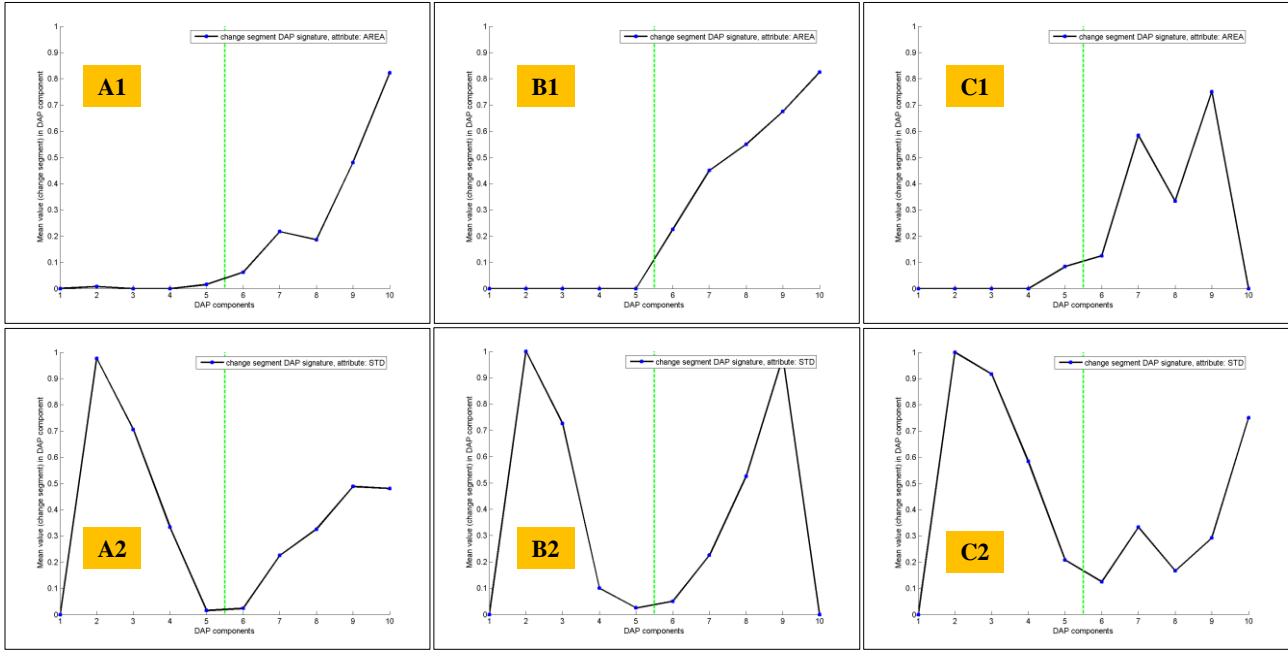 change segment DAP signature, attribute: AREA
A1
Mean value (change segment) in DAP component
1
0.9
0.8
0.7
0.6
0.5
0.4
0.3
0.2
0.1
0
1 2 3 4 5 6 7 8 9 10
DAP components
change segment DAP signature, attribute: AREA
B1
Mean value (change segment) in DAP component
1
0.9
0.8
0.7
0.6
0.5
0.4
0.3
0.2
0.1
0
1 2 3 4 5 6 7 8 9 10
DAP components
change segment DAP signature, attribute: AREA
C1
Mean value (change segment) in DAP component
1
0.9
0.8
0.7
0.6
0.5
0.4
0.3
0.2
0.1
0
1 2 3 4 5 6 7 8 9 10
DAP components
change segment DAP signature, attribute: STD
A2
Mean value (change segment) in DAP component
1
0.9
0.8
0.7
0.6
0.5
0.4
0.3
0.2
0.1
0
1 2 3 4 5 6 7 8 9 10
DAP components
change segment DAP signature, attribute: STD
B2
Mean value (change segment) in DAP component
1
0.9
0.8
0.7
0.6
0.5
0.4
0.3
0.2
0.1
0
1 2 3 4 5 6 7 8 9 10
DAP components
change segment DAP signature, attribute: STD
C2
Mean value (change segment) in DAP component
1
0.9
0.8
0.7
0.6
0.5
0.4
0.3
0.2
0.1
0
1 2 3 4 5 6 7 8 9 10
DAP components